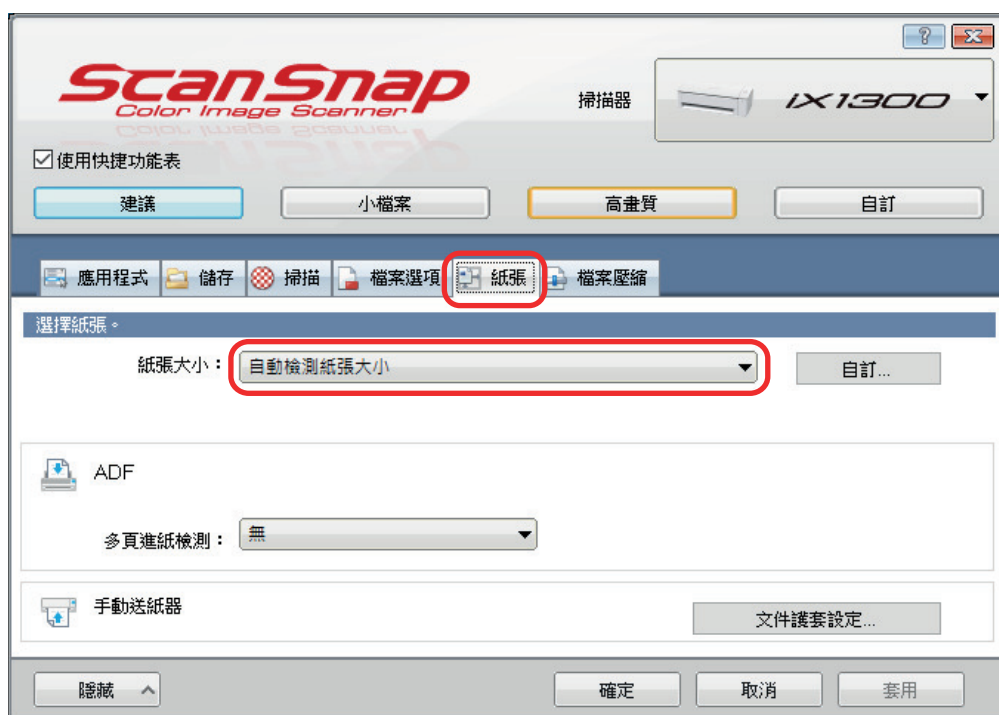 ScanSnap
Color Image Scanner
掃描器
iX1300
使用快捷功能表
建議
小檔案
高畫質
自訂
應用程式
儲存
掃描
檔案選項
紙張
檔案壓縮
選擇紙張。
紙張大小：
自動檢測紙張大小
自訂...
ADF
多頁進紙檢測：
無
手動送紙器
文件護套設定...
隱藏
確定
取消
套用